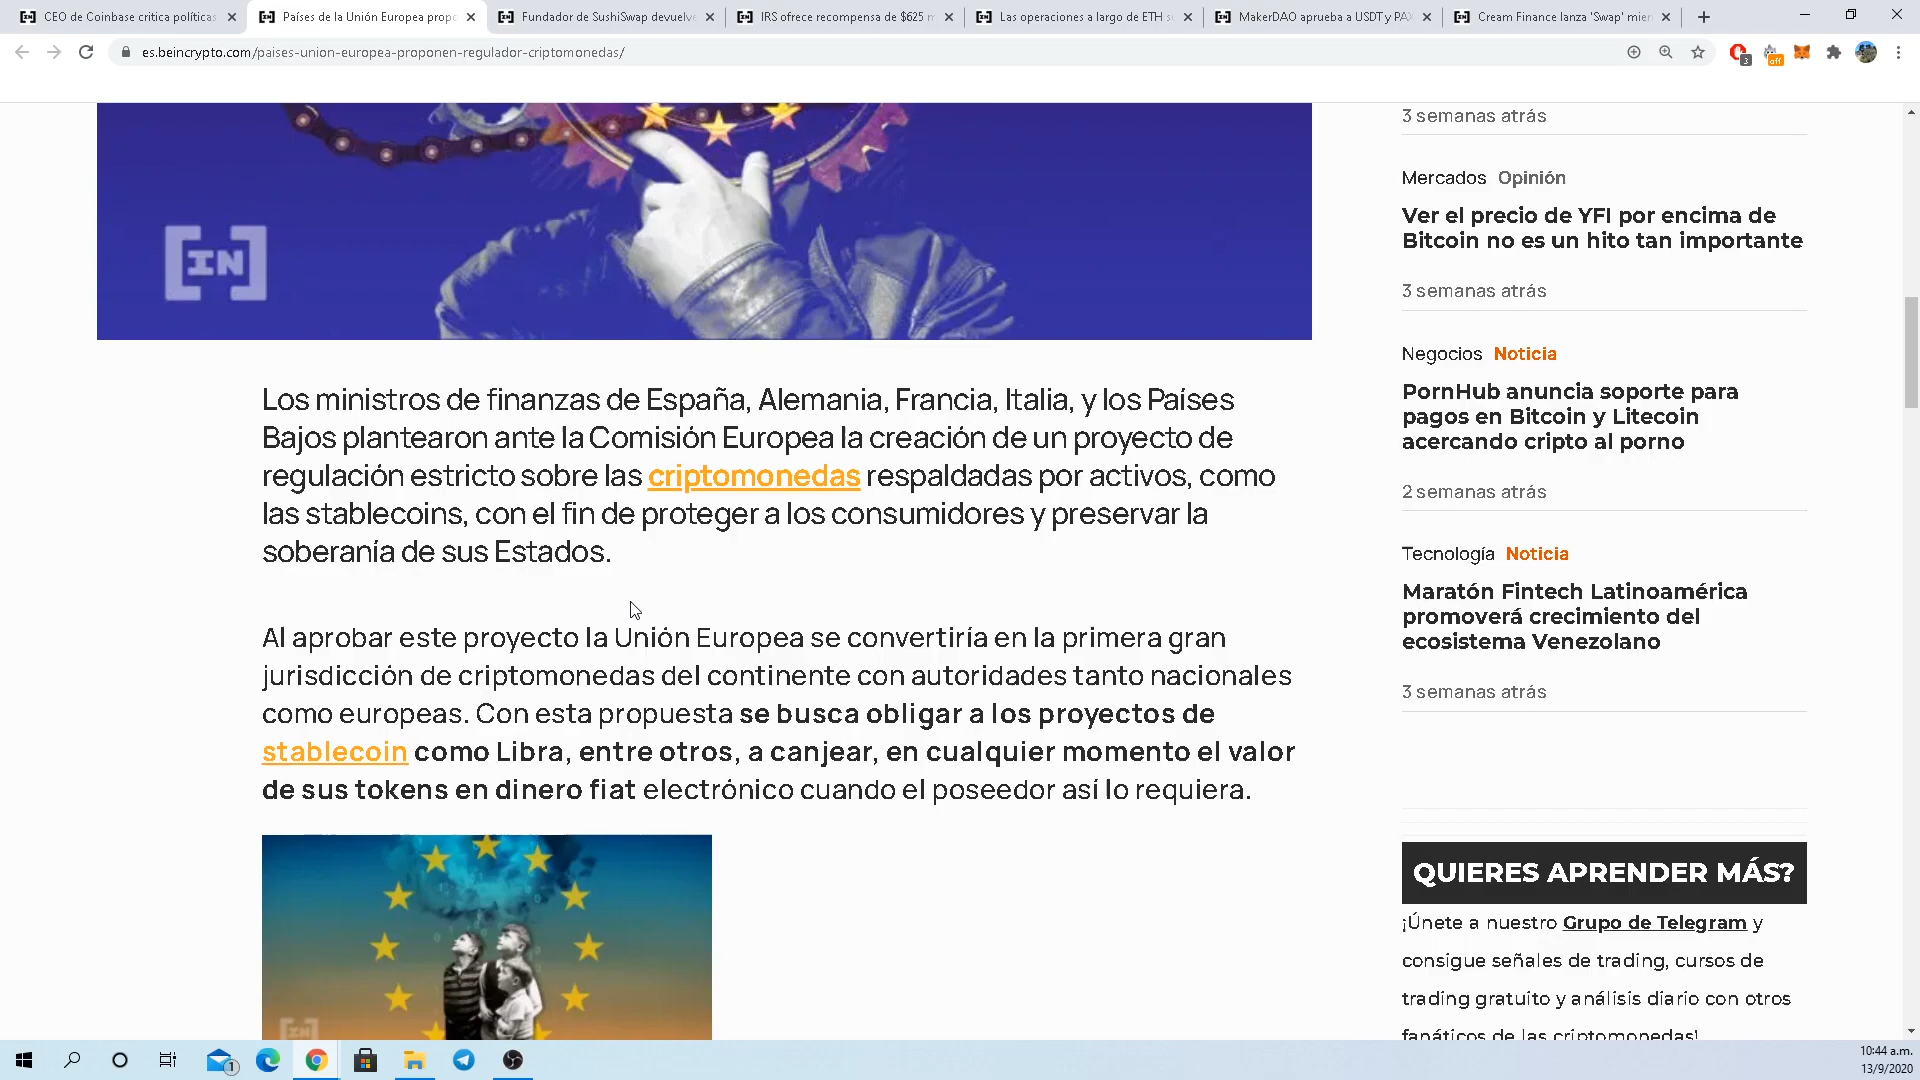 CEO de Coinbase critica políticas
Países de la Unión Europea propo
Fundador de SushiSwap devuelve
IRS ofrece recompensa de $625 m
Las operaciones a largo de ETH s
MakerDAO aprueba a USDT y PA
Cream Finance lanza 'Swap' mie
es.beincrypto.com/paises-union-europea-proponen-regulador-criptomonedas/
3
off
IN
Los ministros de finanzas de España, Alemania, Francia, Italia, y los Países
Bajos plantearon ante la Comisión Europea la creación de un proyecto de
regulación estricto sobre las criptomonedas respaldadas por activos, como
las stablecoins, con el fin de proteger a los consumidores y preservar la
soberanía de sus Estados.
Al aprobar este proyecto la Unión Europea se convertiría en la primera gran
jurisdicción de criptomonedas del continente con autoridades tanto nacionales
como europeas. Con esta propuesta se busca obligar a los proyectos de
stablecoin como Libra, entre otros, a canjear, en cualquier momento el valor
de sus tokens en dinero fiat electrónico cuando el poseedor así lo requiera.
IN
3 semanas atrás
Mercados Opinión
Ver el precio de YFI por encima de
Bitcoin no es un hito tan importante
3 semanas atrás
Negocios Noticia
PornHub anuncia soporte para
pagos en Bitcoin y Litecoin
acercando cripto al porno
2 semanas atrás
Tecnología Noticia
Maratón Fintech Latinoamérica
promoverá crecimiento del
ecosistema Venezolano
3 semanas atrás
QUIERES APRENDER MÁS?
¡Únete a nuestro Grupo de Telegram y
consigue señales de trading, cursos de
trading gratuito y análisis diario con otros
fanáticos de las criptomonedas!
1
10:44 a.m.
13/9/2020